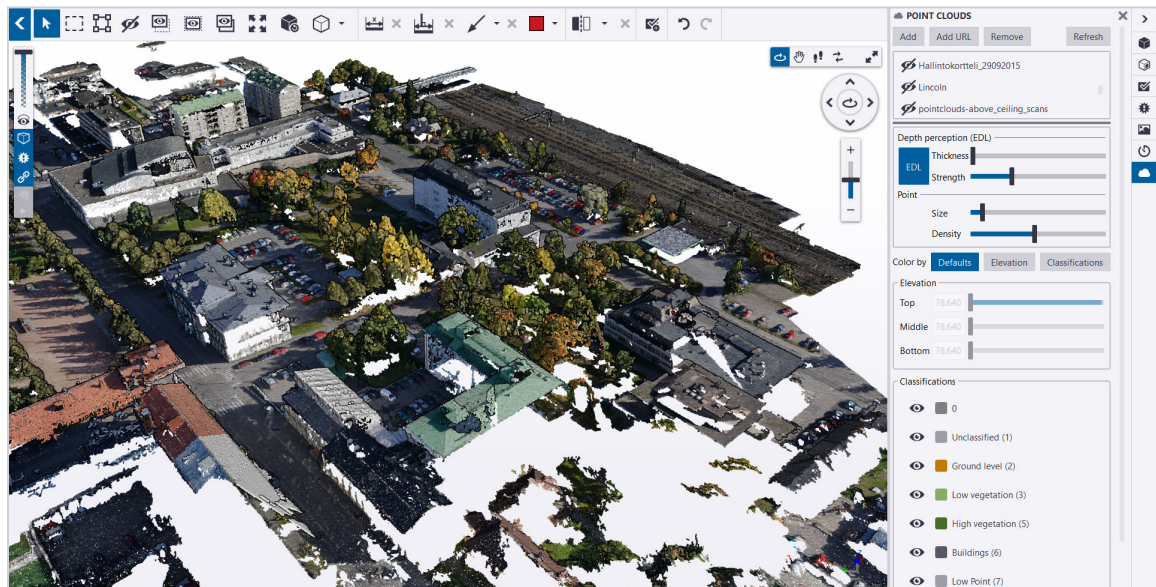 POINT CLOUDS
Add Add URL Remove Refresh
Hallintokortteli_29092015
Lincoln
pointclouds-above_ceiling_scans
Depth perception (EDL)
EDL
Thickness
Strength
Point
Size
Density
Color by Defaults Elevation Classifications
Elevation
Top 78.640
Middle 78.640
Bottom 78.640
Classifications
0
Unclassified (1)
Ground level (2)
Low vegetation (3)
High vegetation (5)
Buildings (6)
Low Point (7)